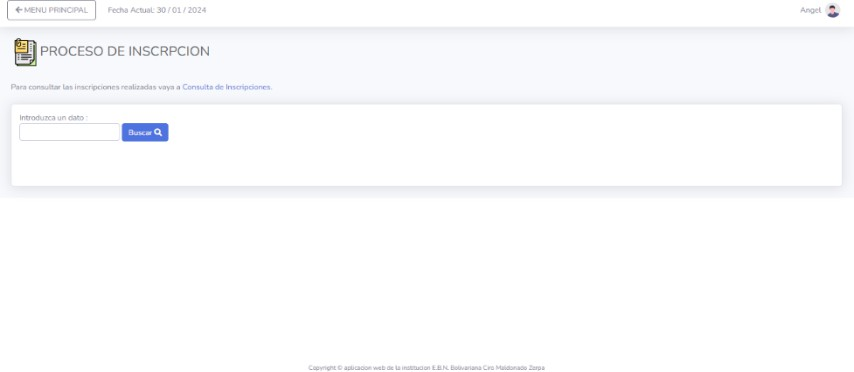 MENU PRINCIPAL Fecha Actual: 30 / 01 / 2024 Angel
PROCESO DE INSCRPCION
Para consultar las inscripciones realizadas vaya a Consulta de Inscripciones.
Introduzca un dato :
Buscar
Copyright © aplicacion web de la institucion E.B.N. Bolivariana Ciro Maldonado Zerpa